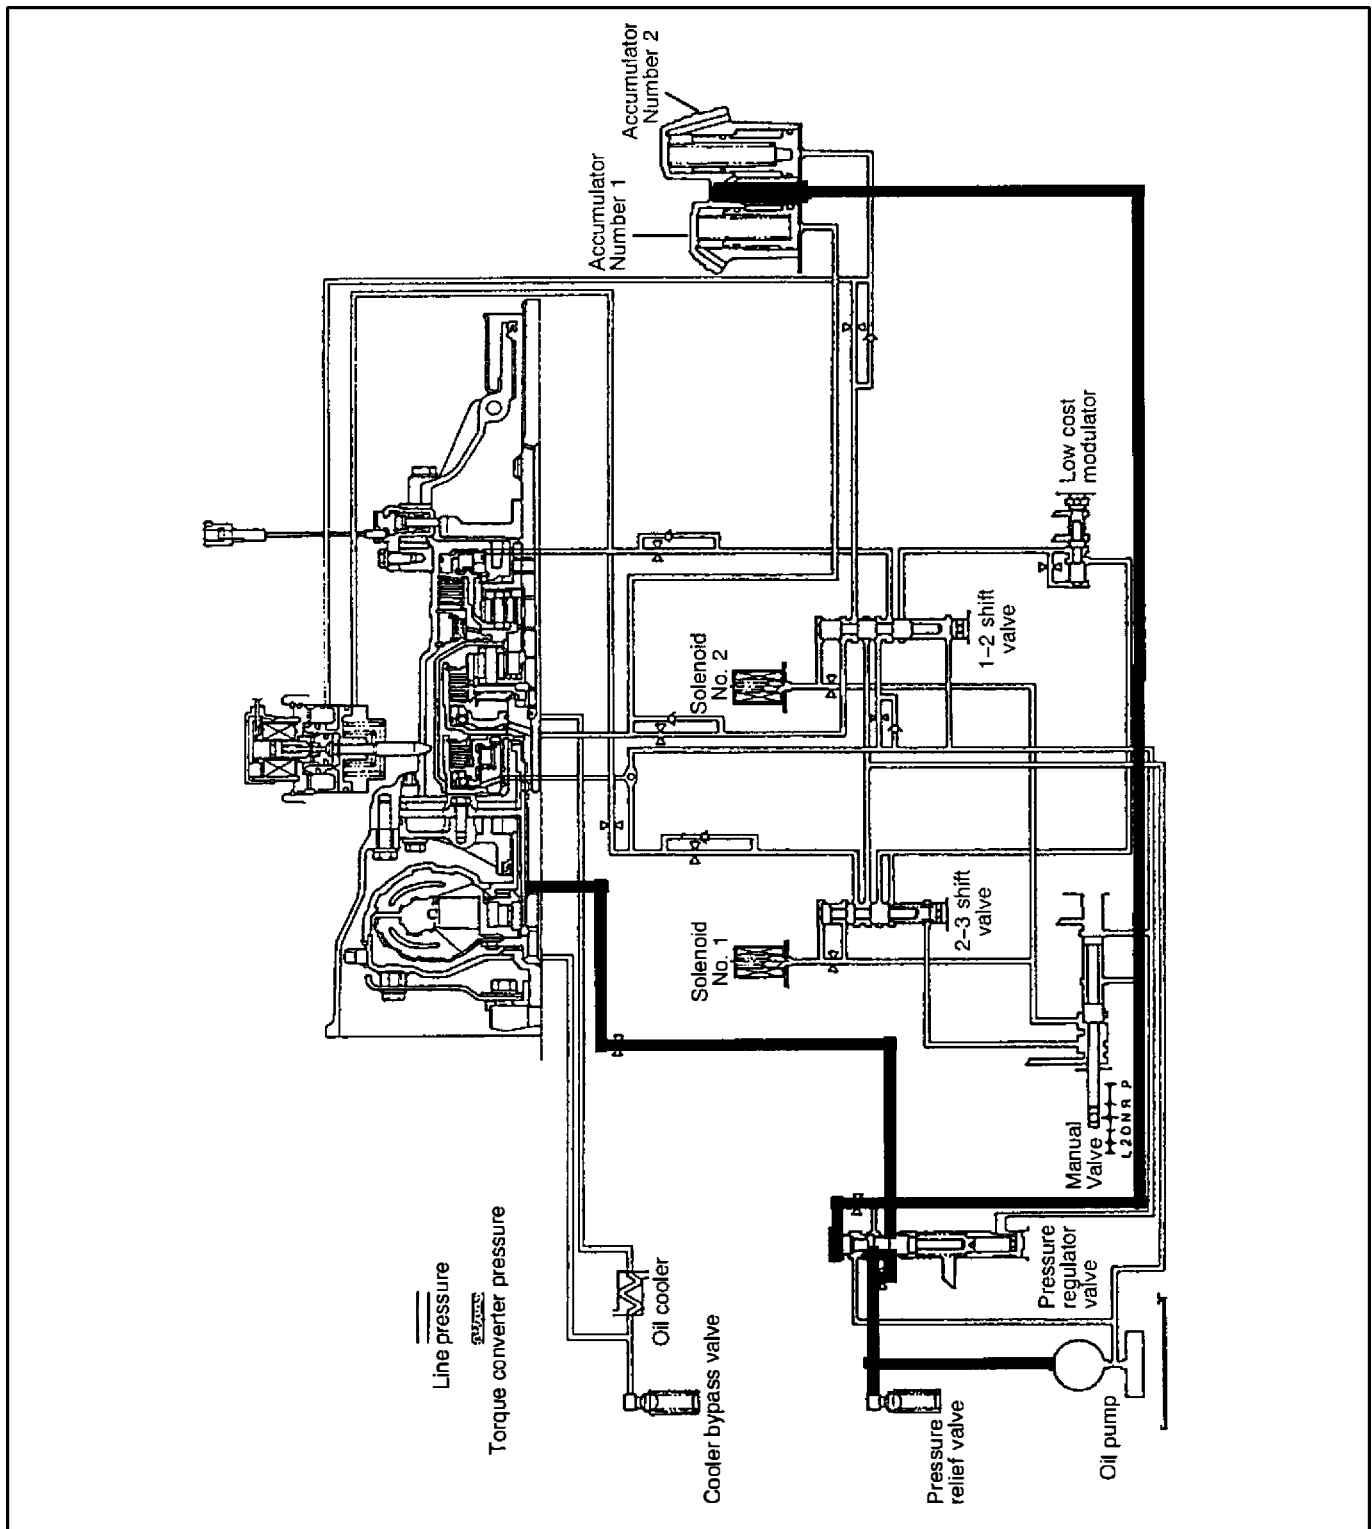 Line pressure
Torque converter pressure
Cooler bypass valve
Oil cooler
Pressure
relief valve
Oil pump
Pressure
regulator
valve
Manual
Valve
L 2 D N R P
Solenoid
No. 1
2–3 shift
valve
Solenoid
No. 2
1–2 shift
valve
Low cost
modulator
Accumulator
Number 1
Accumulator
Number 2